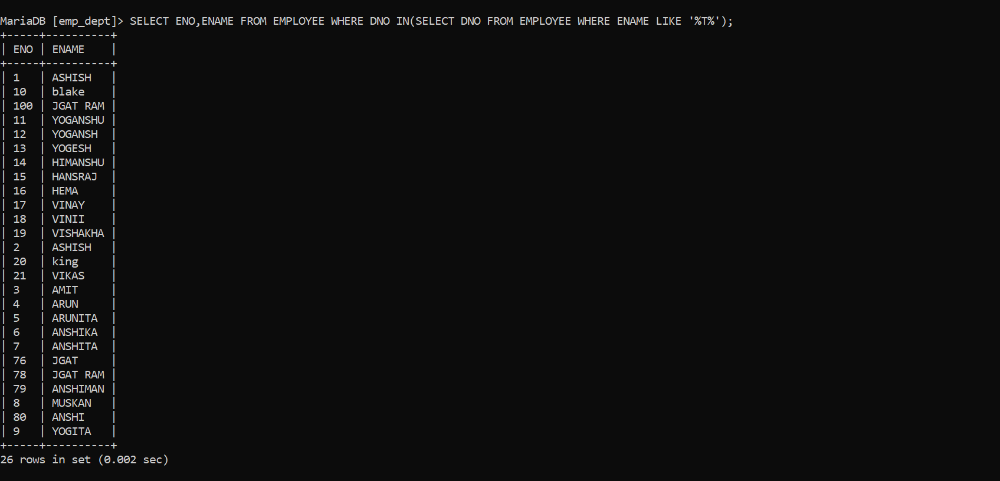 MariaDB [emp_dept]> SELECT ENO,ENAME FROM EMPLOYEE WHERE DNO IN(SELECT DNO FROM EMPLOYEE WHERE ENAME LIKE '%T%');
+-----+----------+
| ENO | ENAME    |
+-----+----------+
| 1   | ASHISH   |
| 10  | blake    |
| 100 | JGAT RAM |
| 11  | YOGANSHU |
| 12  | YOGANSH  |
| 13  | YOGESH   |
| 14  | HIMANSHU |
| 15  | HANSRAJ  |
| 16  | HEMA     |
| 17  | VINAY    |
| 18  | VINII    |
| 19  | VISHAKHA |
| 2   | ASHISH   |
| 20  | king     |
| 21  | VIKAS    |
| 3   | AMIT     |
| 4   | ARUN     |
| 5   | ARUNITA  |
| 6   | ANSHIKA  |
| 7   | ANSHITA  |
| 76  | JGAT     |
| 78  | JGAT RAM |
| 79  | ANSHIMAN |
| 8   | MUSKAN   |
| 80  | ANSHI    |
| 9   | YOGITA   |
+-----+----------+
26 rows in set (0.002 sec)